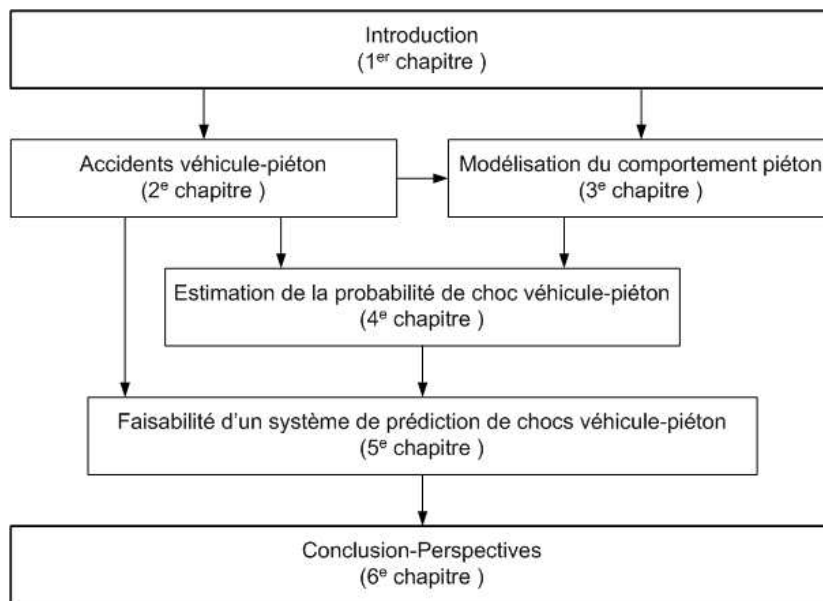 Introduction
(1er chapitre )
Accidents véhicule-piéton
(2e chapitre )
Modélisation du comportement piéton
(3e chapitre )
Estimation de la probabilité de choc véhicule-piéton
(4e chapitre )
Faisabilité d’un système de prédiction de chocs véhicule-piéton
(5e chapitre )
Conclusion-Perspectives
(6e chapitre )